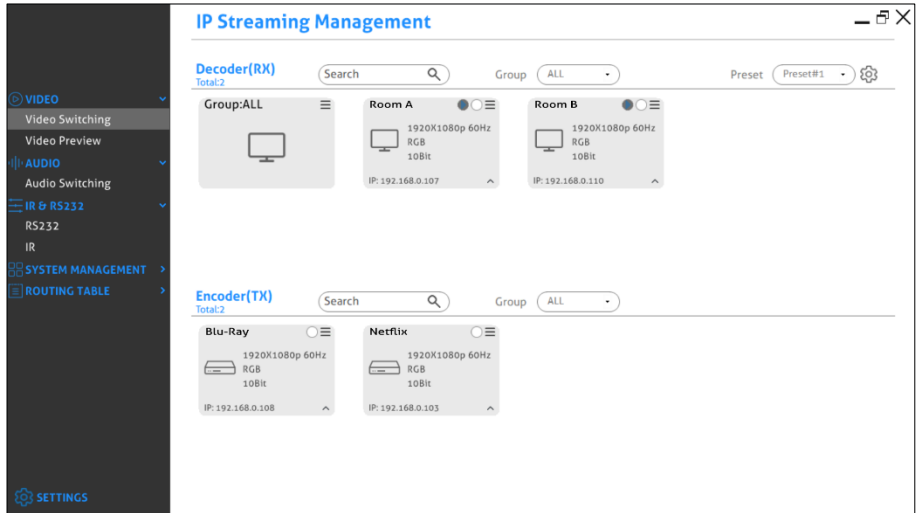 IP Streaming Management
VIDEO
Video Switching
Video Preview
AUDIO
Audio Switching
IR & RS232
RS232
IR
SYSTEM MANAGEMENT
ROUTING TABLE
SETTINGS
Decoder(RX)
Total:2
Search
Group ALL
Preset Preset#1
Group:ALL
Room A
1920X1080p 60Hz
RGB
10Bit
IP: 192.168.0.107
Room B
1920X1080p 60Hz
RGB
10Bit
IP: 192.168.0.110
Encoder(TX)
Total:2
Search
Group ALL
Blu-Ray
1920X1080p 60Hz
RGB
10Bit
IP: 192.168.0.108
Netflix
1920X1080p 60Hz
RGB
10Bit
IP: 192.168.0.103